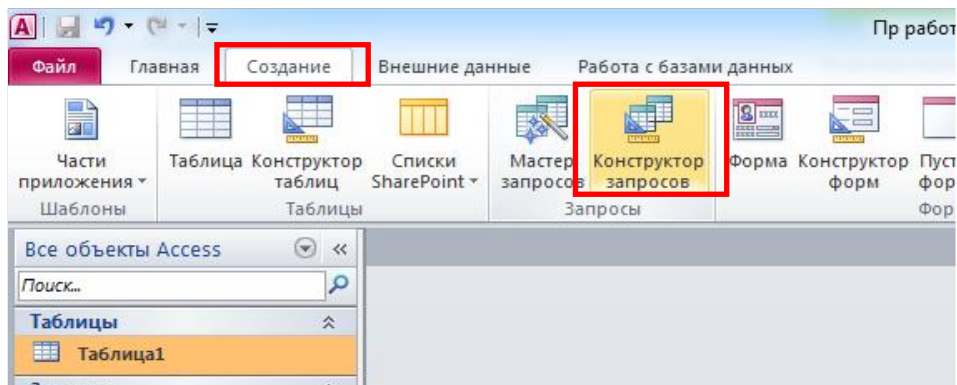 A
Пр работ
Файл Главная Создание Внешние данные Работа с базами данных
Части приложения
Таблица
Конструктор таблиц
Списки SharePoint
Мастер запросов
Конструктор запросов
Форма
Конструктор форм
Пуст
фор
Шаблоны Таблицы Запросы Фор
Все объекты Access
Поиск...
Таблицы
Таблица1